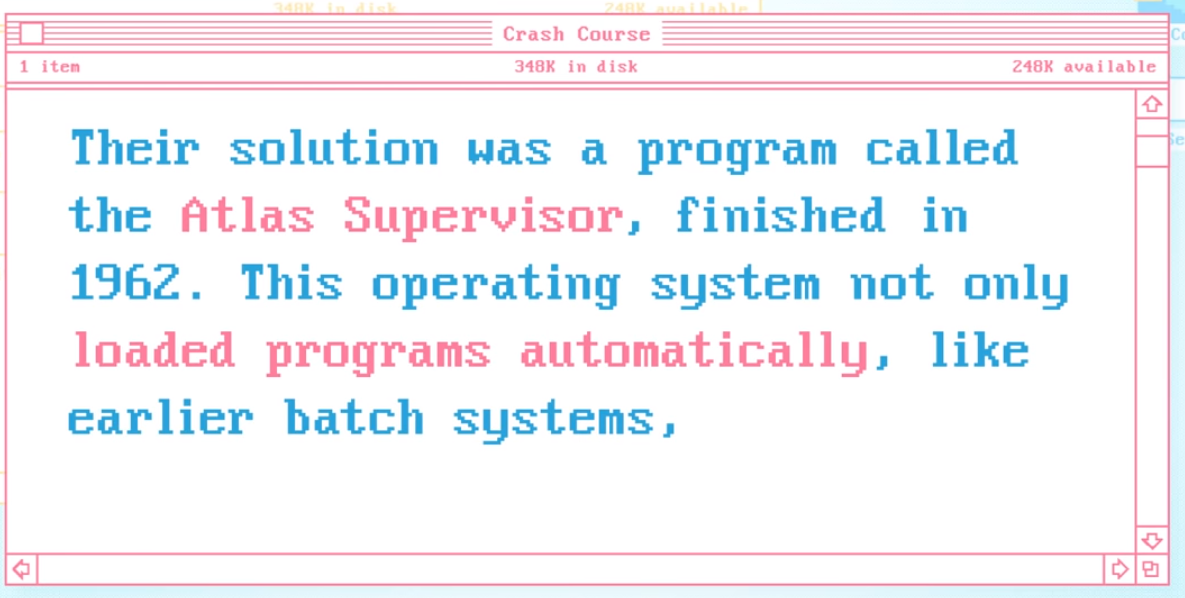 348K in disk 248K available
Crash Course
1 item 348K in disk 248K available
Their solution was a program called
the Atlas Supervisor, finished in
1962. This operating system not only
loaded programs automatically, like
earlier batch systems,